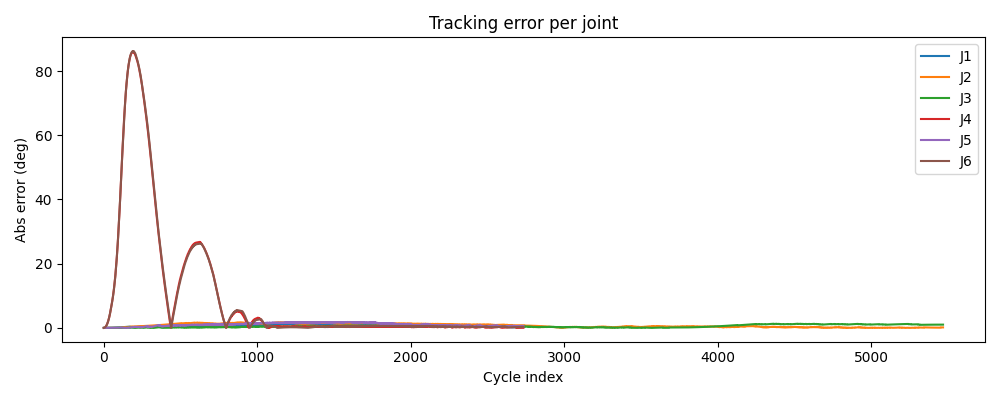 Tracking error per joint
Abs error (deg)
80
60
40
20
0
0 1000 2000 3000 4000 5000
Cycle index
J1
J2
J3
J4
J5
J6